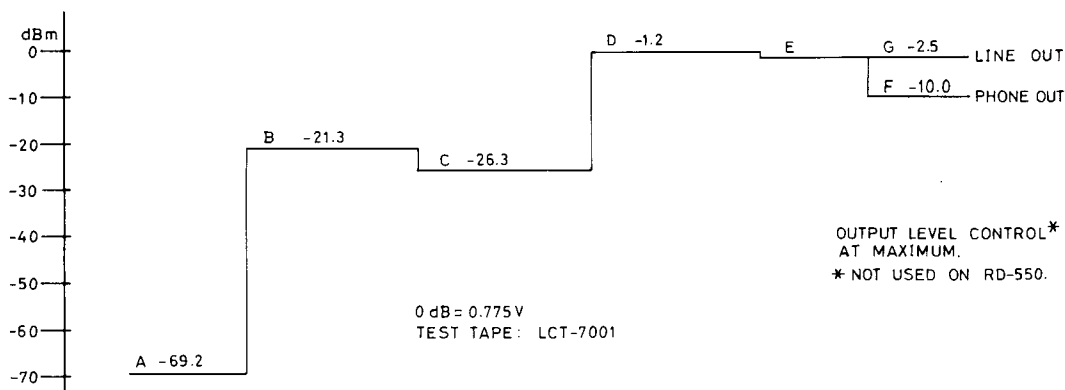 dBm
0
-10
-20
-30
-40
-50
-60
-70
A -69.2
B -21.3
C -26.3
D -1.2
E
G -2.5
LINE OUT
F -10.0
PHONE OUT
OUTPUT LEVEL CONTROL*
AT MAXIMUM.
* NOT USED ON RD-550.
0 dB = 0.775 V
TEST TAPE: LCT-7001